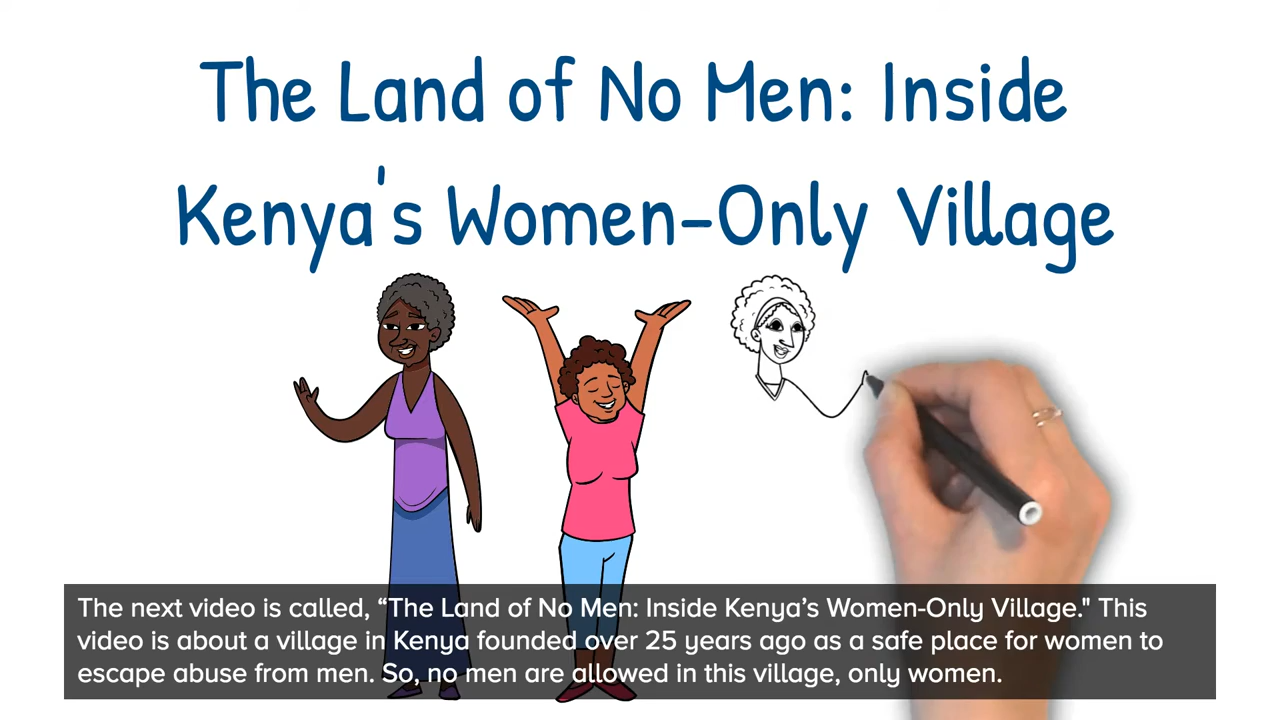 The Land of No Men: Inside
Kenya's Women-Only Village
The next video is called, “The Land of No Men: Inside Kenya’s Women-Only Village." This
video is about a village in Kenya founded over 25 years ago as a safe place for women to
escape abuse from men. So, no men are allowed in this village, only women.